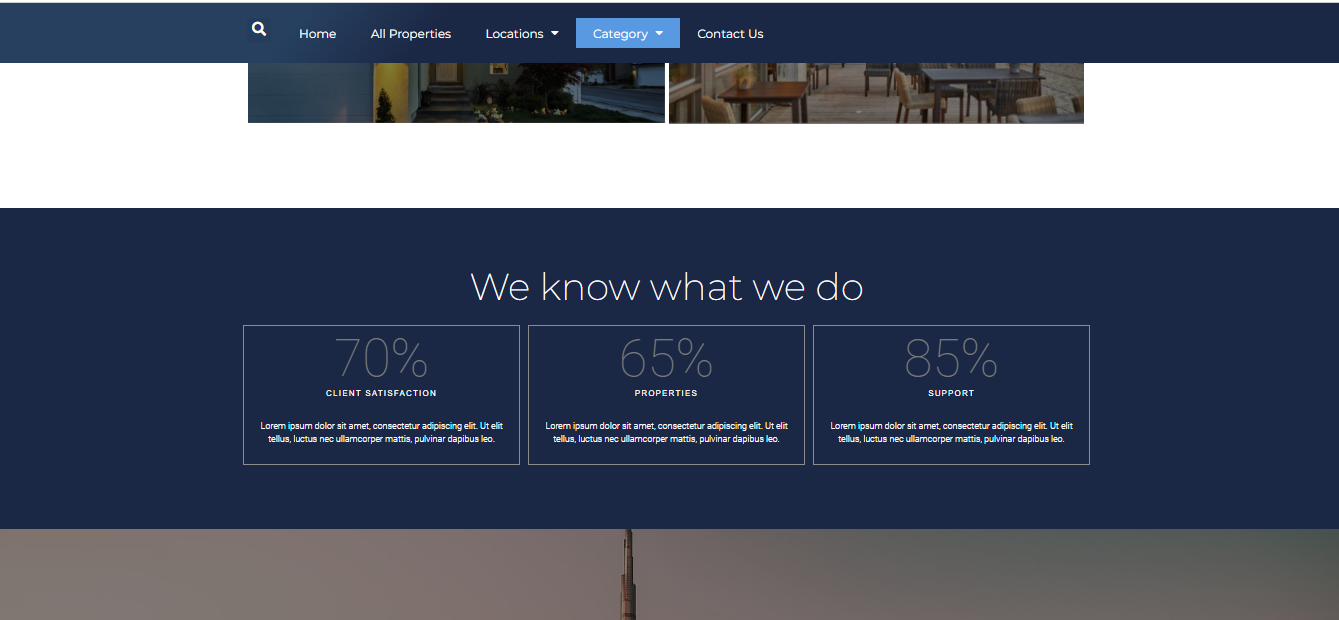 Home
All Properties
Locations
Category
Contact Us
We know what we do
70%
CLIENT SATISFACTION
Lorem ipsum dolor sit amet, consectetur adipiscing elit. Ut elit
tellus, luctus nec ullamcorper mattis, pulvinar dapibus leo.
65%
PROPERTIES
Lorem ipsum dolor sit amet, consectetur adipiscing elit. Ut elit
tellus, luctus nec ullamcorper mattis, pulvinar dapibus leo.
85%
SUPPORT
Lorem ipsum dolor sit amet, consectetur adipiscing elit. Ut elit
tellus, luctus nec ullamcorper mattis, pulvinar dapibus leo.